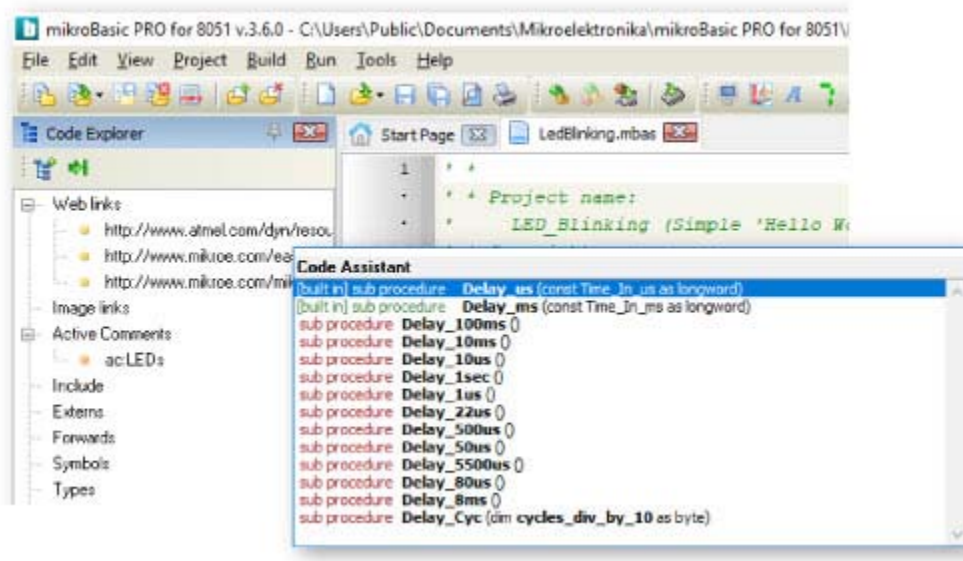 mikroBasic PRO for 8051 v.3.6.0 - C:\Users\Public\Documents\Mikroelektronika\mikroBasic PRO for 8051\
File Edit View Project Build Run Tools Help
Code Explorer
Start Page LedBlinking.mbas
1 ' *
' * Project name:
' LED_Blinking (Simple 'Hello
Web links
http://www.atmel.com/dyn/resou
http://www.mikroe.com/ea
http://www.mikroe.com/mik
Image links
Active Comments
ac:LEDs
Include
Externs
Forwards
Symbols
Types
Code Assistant
[built in] sub procedure Delay_us (const Time_In_us as longword)
[built in] sub procedure Delay_ms (const Time_In_ms as longword)
sub procedure Delay_100ms ()
sub procedure Delay_10ms ()
sub procedure Delay_10us ()
sub procedure Delay_1sec ()
sub procedure Delay_1us ()
sub procedure Delay_22us ()
sub procedure Delay_500us ()
sub procedure Delay_50us ()
sub procedure Delay_5500us ()
sub procedure Delay_80us ()
sub procedure Delay_8ms ()
sub procedure Delay_Cyc (dim cycles_div_by_10 as byte)